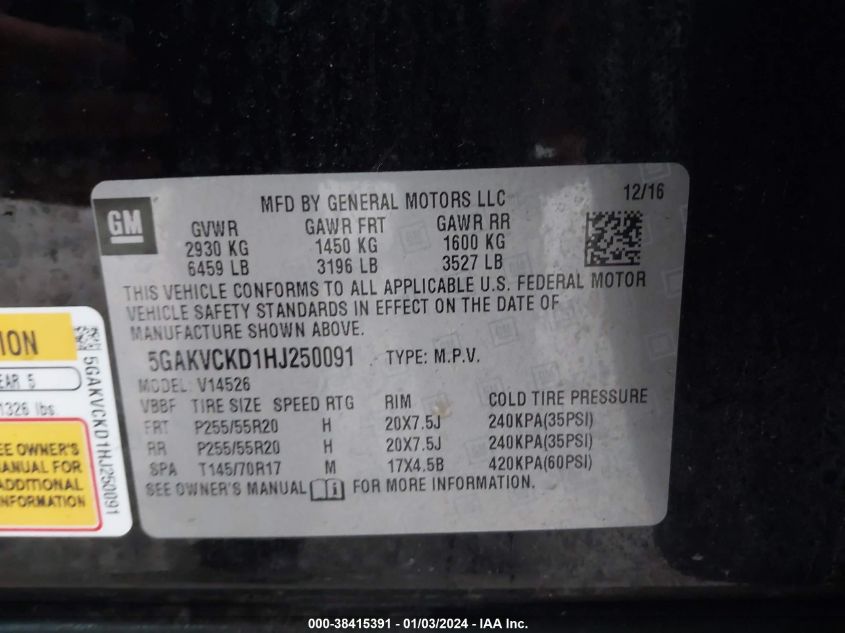 MFD BY GENERAL MOTORS LLC 12/16
GM
GVWR GAWR FRT GAWR RR
2930 KG 1450 KG 1600 KG
6459 LB 3196 LB 3527 LB
THIS VEHICLE CONFORMS TO ALL APPLICABLE U.S. FEDERAL MOTOR
VEHICLE SAFETY STANDARDS IN EFFECT ON THE DATE OF
MANUFACTURE SHOWN ABOVE.
5GAKVCKD1HJ250091 TYPE: M.P.V.
MODEL: V14526
VBBF TIRE SIZE SPEED RTG RIM COLD TIRE PRESSURE
FRT P255/55R20 H 20X7.5J 240KPA(35PSI)
RR P255/55R20 H 20X7.5J 240KPA(35PSI)
SPA T145/70R17 M 17X4.5B 420KPA(60PSI)
SEE OWNER'S MANUAL FOR MORE INFORMATION.
ION
EAR 5
1326 lbs.
EE OWNER'S
ANUAL FOR
ADDITIONAL
NFORMATION
5GAKVCKD1HJ250091
000-38415391 - 01/03/2024 - IAA Inc.